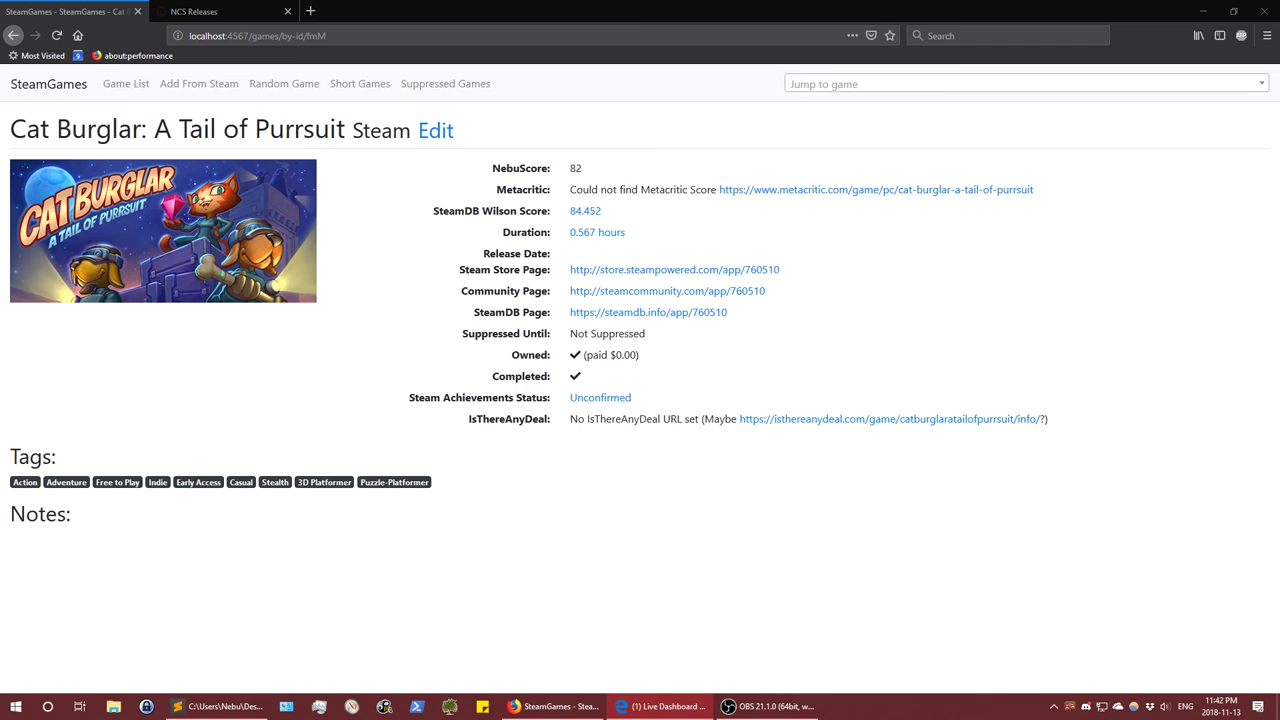 SteamGames - SteamGames - Cat B
NCS Releases
localhost:4567/games/by-id/fmM
Search
Most Visited
about:performance
SteamGames Game List Add From Steam Random Game Short Games Suppressed Games Jump to game
Cat Burglar: A Tail of Purrsuit Steam Edit
CAT BURGLAR
A TAIL OF PURRSUIT
NebuScore: 82
Metacritic: Could not find Metacritic Score https://www.metacritic.com/game/pc/cat-burglar-a-tail-of-purrsuit
SteamDB Wilson Score: 84.452
Duration: 0.567 hours
Release Date:
Steam Store Page: http://store.steampowered.com/app/760510
Community Page: http://steamcommunity.com/app/760510
SteamDB Page: https://steamdb.info/app/760510
Suppressed Until: Not Suppressed
Owned: ✔ (paid $0.00)
Completed: ✔
Steam Achievements Status: Unconfirmed
IsThereAnyDeal: No IsThereAnyDeal URL set (Maybe https://isthereanydeal.com/game/catburglaratailofpurrsuit/info/?)
Tags:
Action Adventure Free to Play Indie Early Access Casual Stealth 3D Platformer Puzzle-Platformer
Notes:
C:\Users\Nebu\Des...
SteamGames - Stea...
(1) Live Dashboard ...
OBS 21.1.0 (64bit, w...
ENG
11:42 PM
2018-11-13